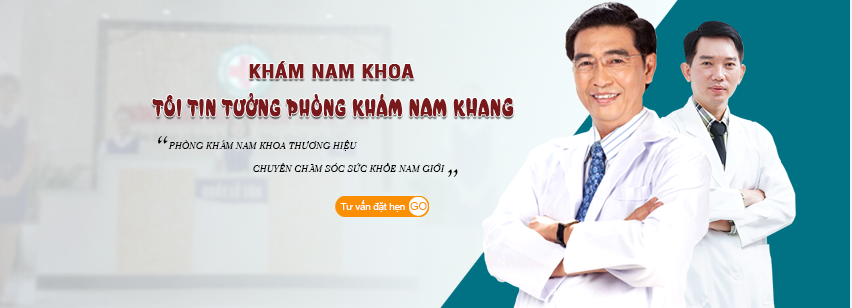 KHÁM NAM KHOA
TÔI TIN TƯỞNG PHÒNG KHÁM NAM KHANG
“ PHÒNG KHÁM NAM KHOA THƯƠNG HIỆU
CHUYÊN CHĂM SÓC SỨC KHỎE NAM GIỚI ”
Tư vấn đặt hẹn GO